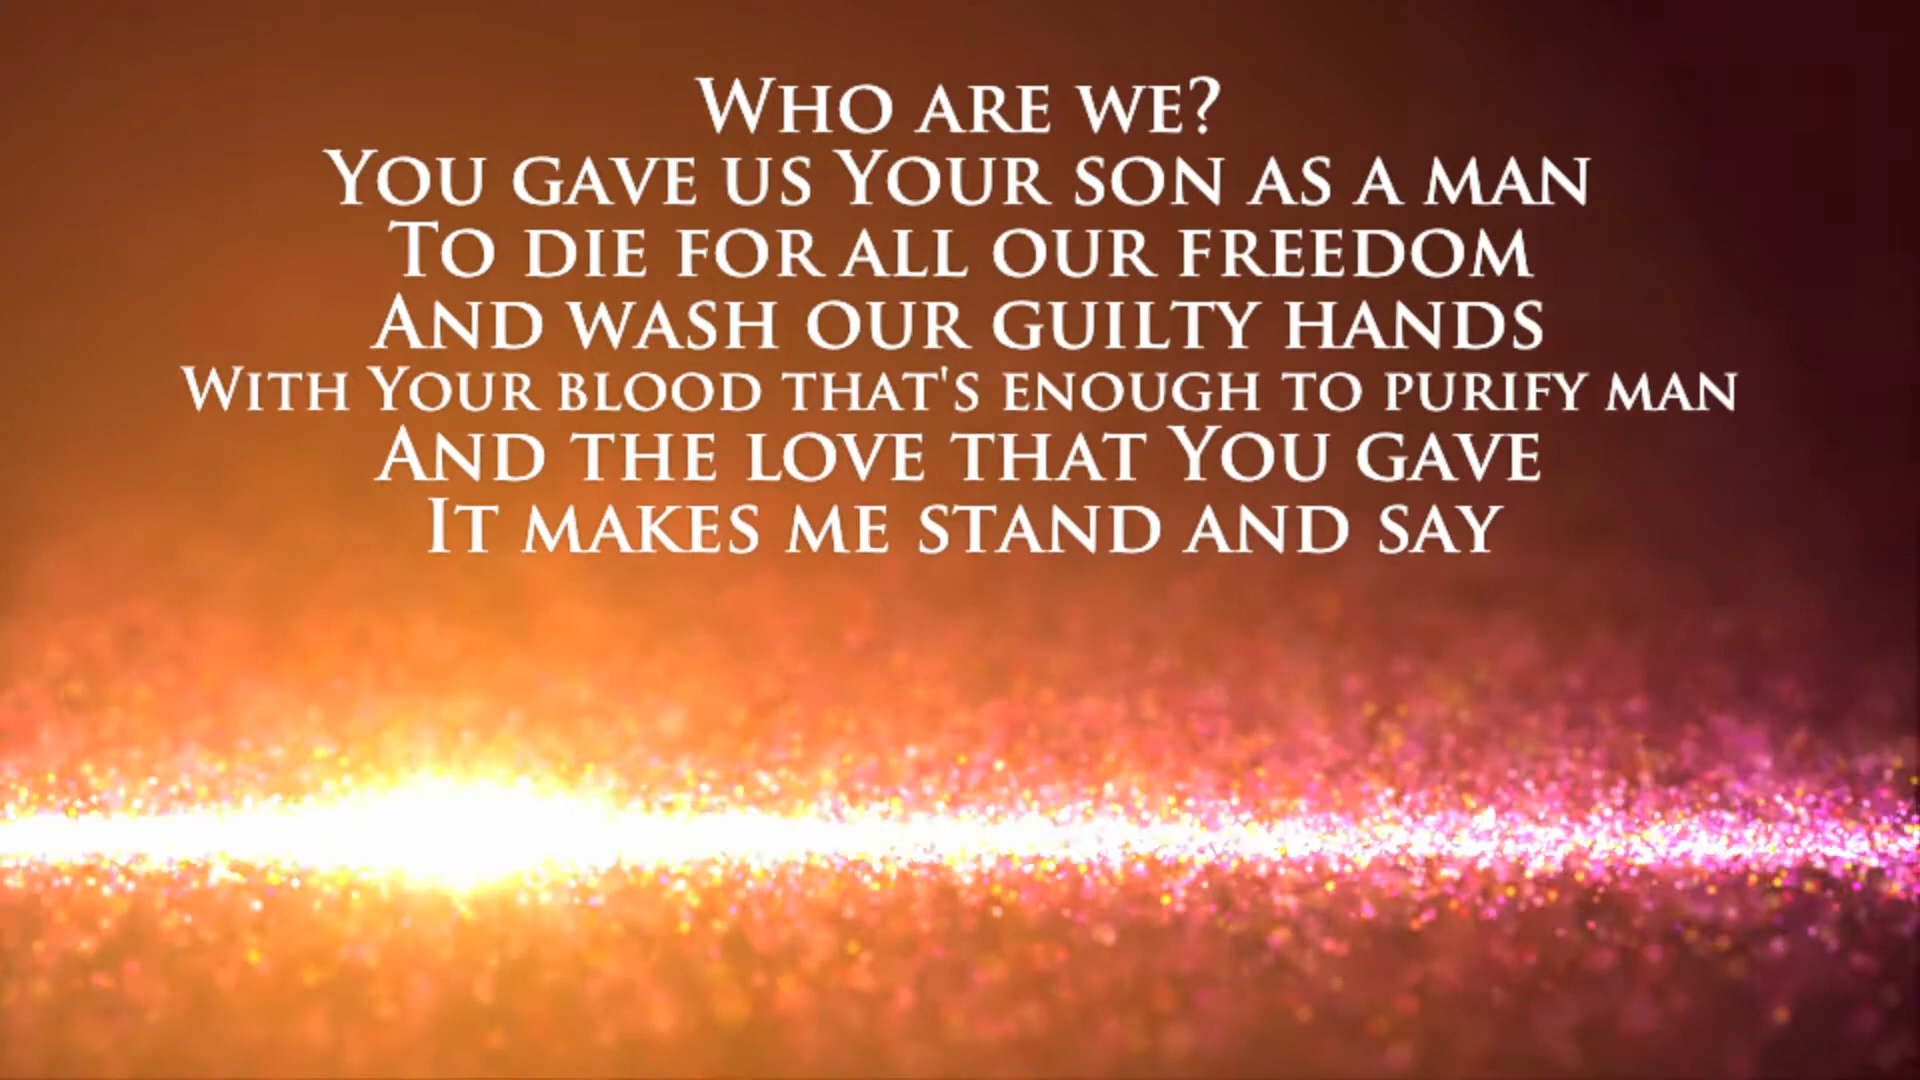 Who are we?
You gave us Your son as a man
To die for all our freedom
And wash our guilty hands
With Your blood that's enough to purify man
And the love that You gave
It makes me stand and say